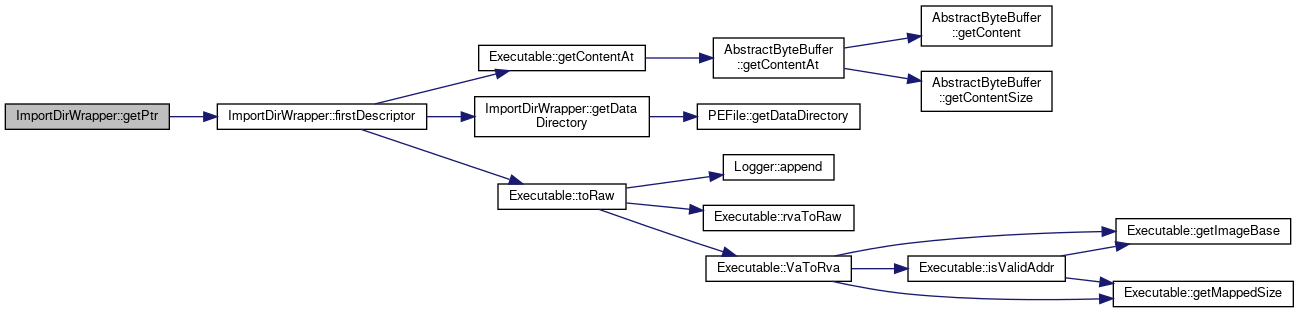 ImportDirWrapper::getPtr
ImportDirWrapper::firstDescriptor
Executable::getContentAt
AbstractByteBuffer
::getContentAt
AbstractByteBuffer
::getContent
AbstractByteBuffer
::getContentSize
ImportDirWrapper::getData
Directory
PEFile::getDataDirectory
Executable::toRaw
Logger::append
Executable::rvaToRaw
Executable::VaToRva
Executable::isValidAddr
Executable::getImageBase
Executable::getMappedSize